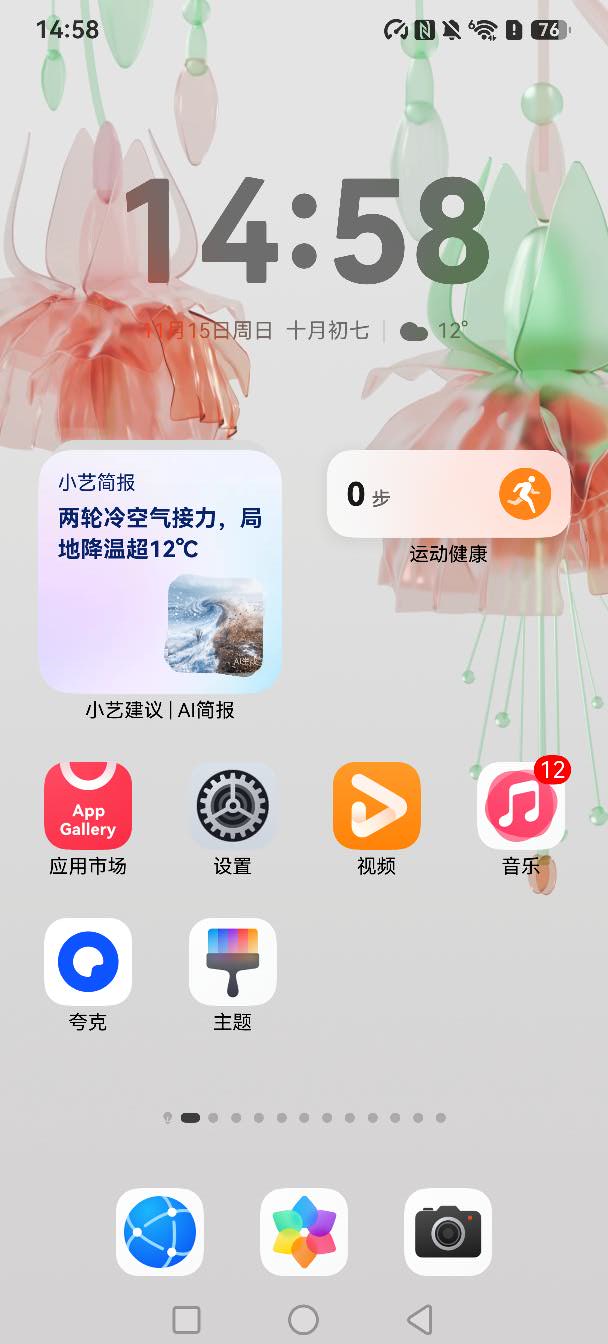 14:58
76
14:58
11月15日周日 十月初七 | 12°
小艺简报
两轮冷空气接力，局
地降温超12℃
小艺建议 | AI简报
0 步
运动健康
App
Gallery
12
应用市场
设置
视频
音乐
夸克
主题